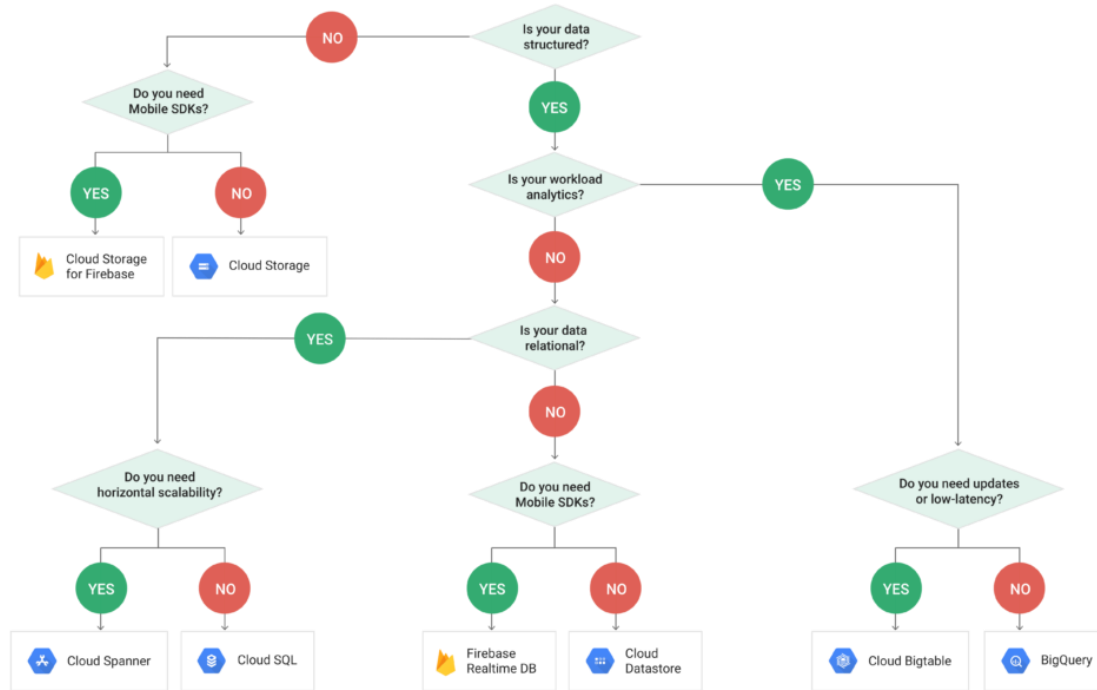 Is your data
structured?
NO
YES
Do you need
Mobile SDKs?
YES
NO
Cloud Storage
for Firebase
Cloud Storage
Is your workload
analytics?
YES
NO
Is your data
relational?
YES
NO
Do you need
horizontal scalability?
YES
NO
Cloud Spanner
Cloud SQL
Do you need
Mobile SDKs?
YES
NO
Firebase
Realtime DB
Cloud
Datastore
Do you need updates
or low-latency?
YES
NO
Cloud Bigtable
BigQuery